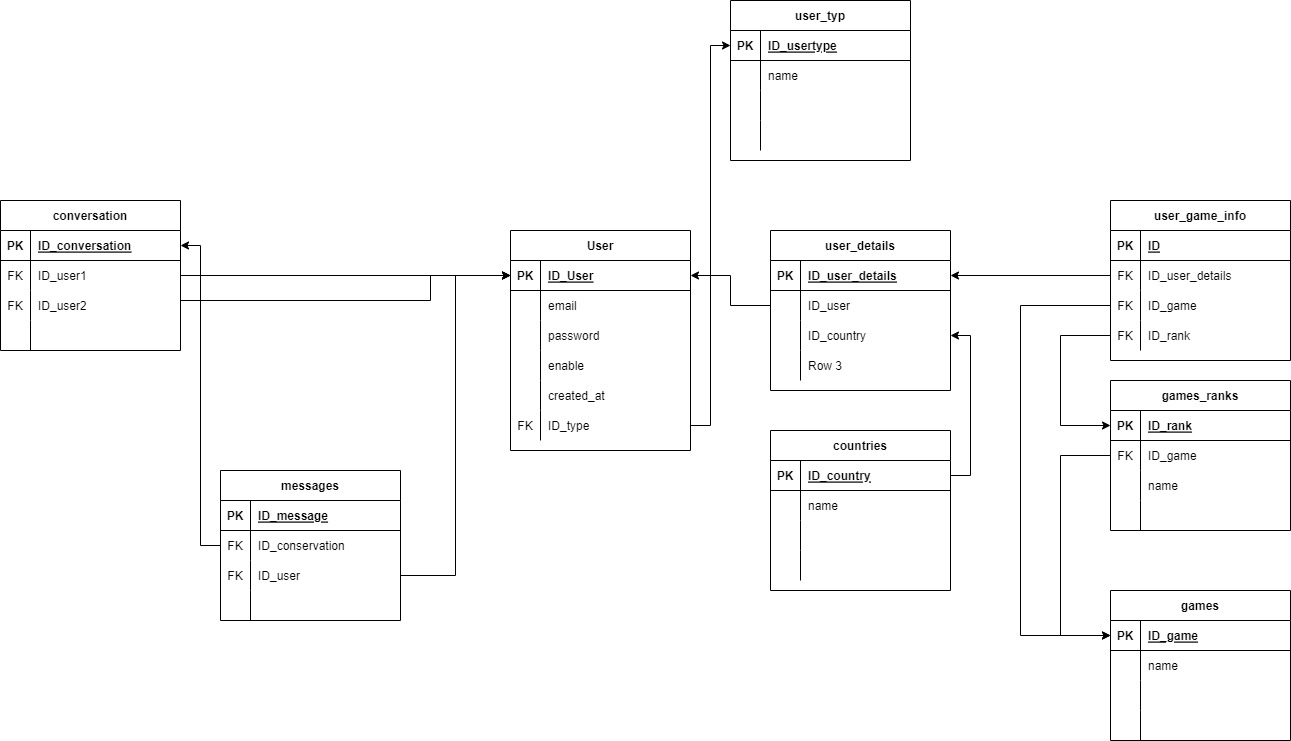 user_typ
PK ID_usertype
name
conversation
PK ID_conversation
FK ID_user1
FK ID_user2
User
PK ID_User
email
password
enable
created_at
FK ID_type
user_details
PK ID_user_details
ID_user
ID_country
Row 3
user_game_info
PK ID
FK ID_user_details
FK ID_game
FK ID_rank
games_ranks
PK ID_rank
FK ID_game
name
countries
PK ID_country
name
messages
PK ID_message
FK ID_conservation
FK ID_user
games
PK ID_game
name